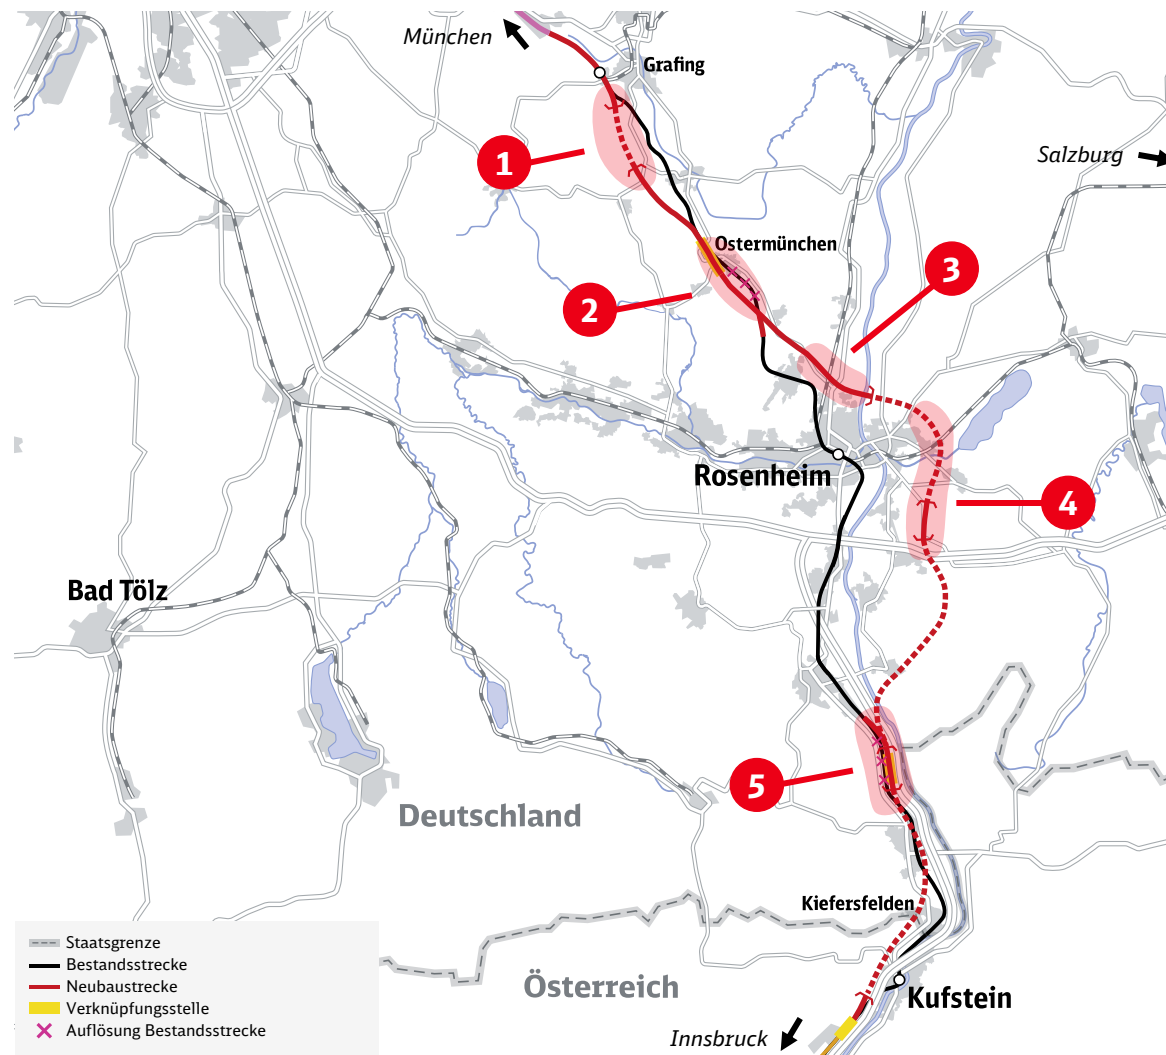 München
Grafing
1
Salzburg
Ostermünchen
3
2
Rosenheim
4
Bad Tölz
5
Deutschland
Kiefersfelden
Staatsgrenze
Bestandsstrecke
Neubaustrecke
Verknüpfungsstelle
Auflösung Bestandsstrecke
Österreich
Kufstein
Innsbruck